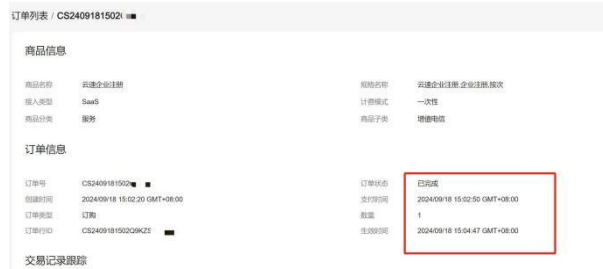 订单列表 / CS2409181502
商品信息
商品名称 云速企业注册 规格名称 云速企业注册,企业注册,按次
接入类型 SaaS 计费模式 一次性
商品分类 服务 商品子类 增值电信
订单信息
订单号 CS2409181502 订单状态 已完成
创建时间 2024/09/18 15:02:20 GMT+08:00 支付时间 2024/09/18 15:02:50 GMT+08:00
订单类型 订购 数量 1
订单行ID CS2409181502Q9KZS 生效时间 2024/09/18 15:04:47 GMT+08:00
交易记录跟踪